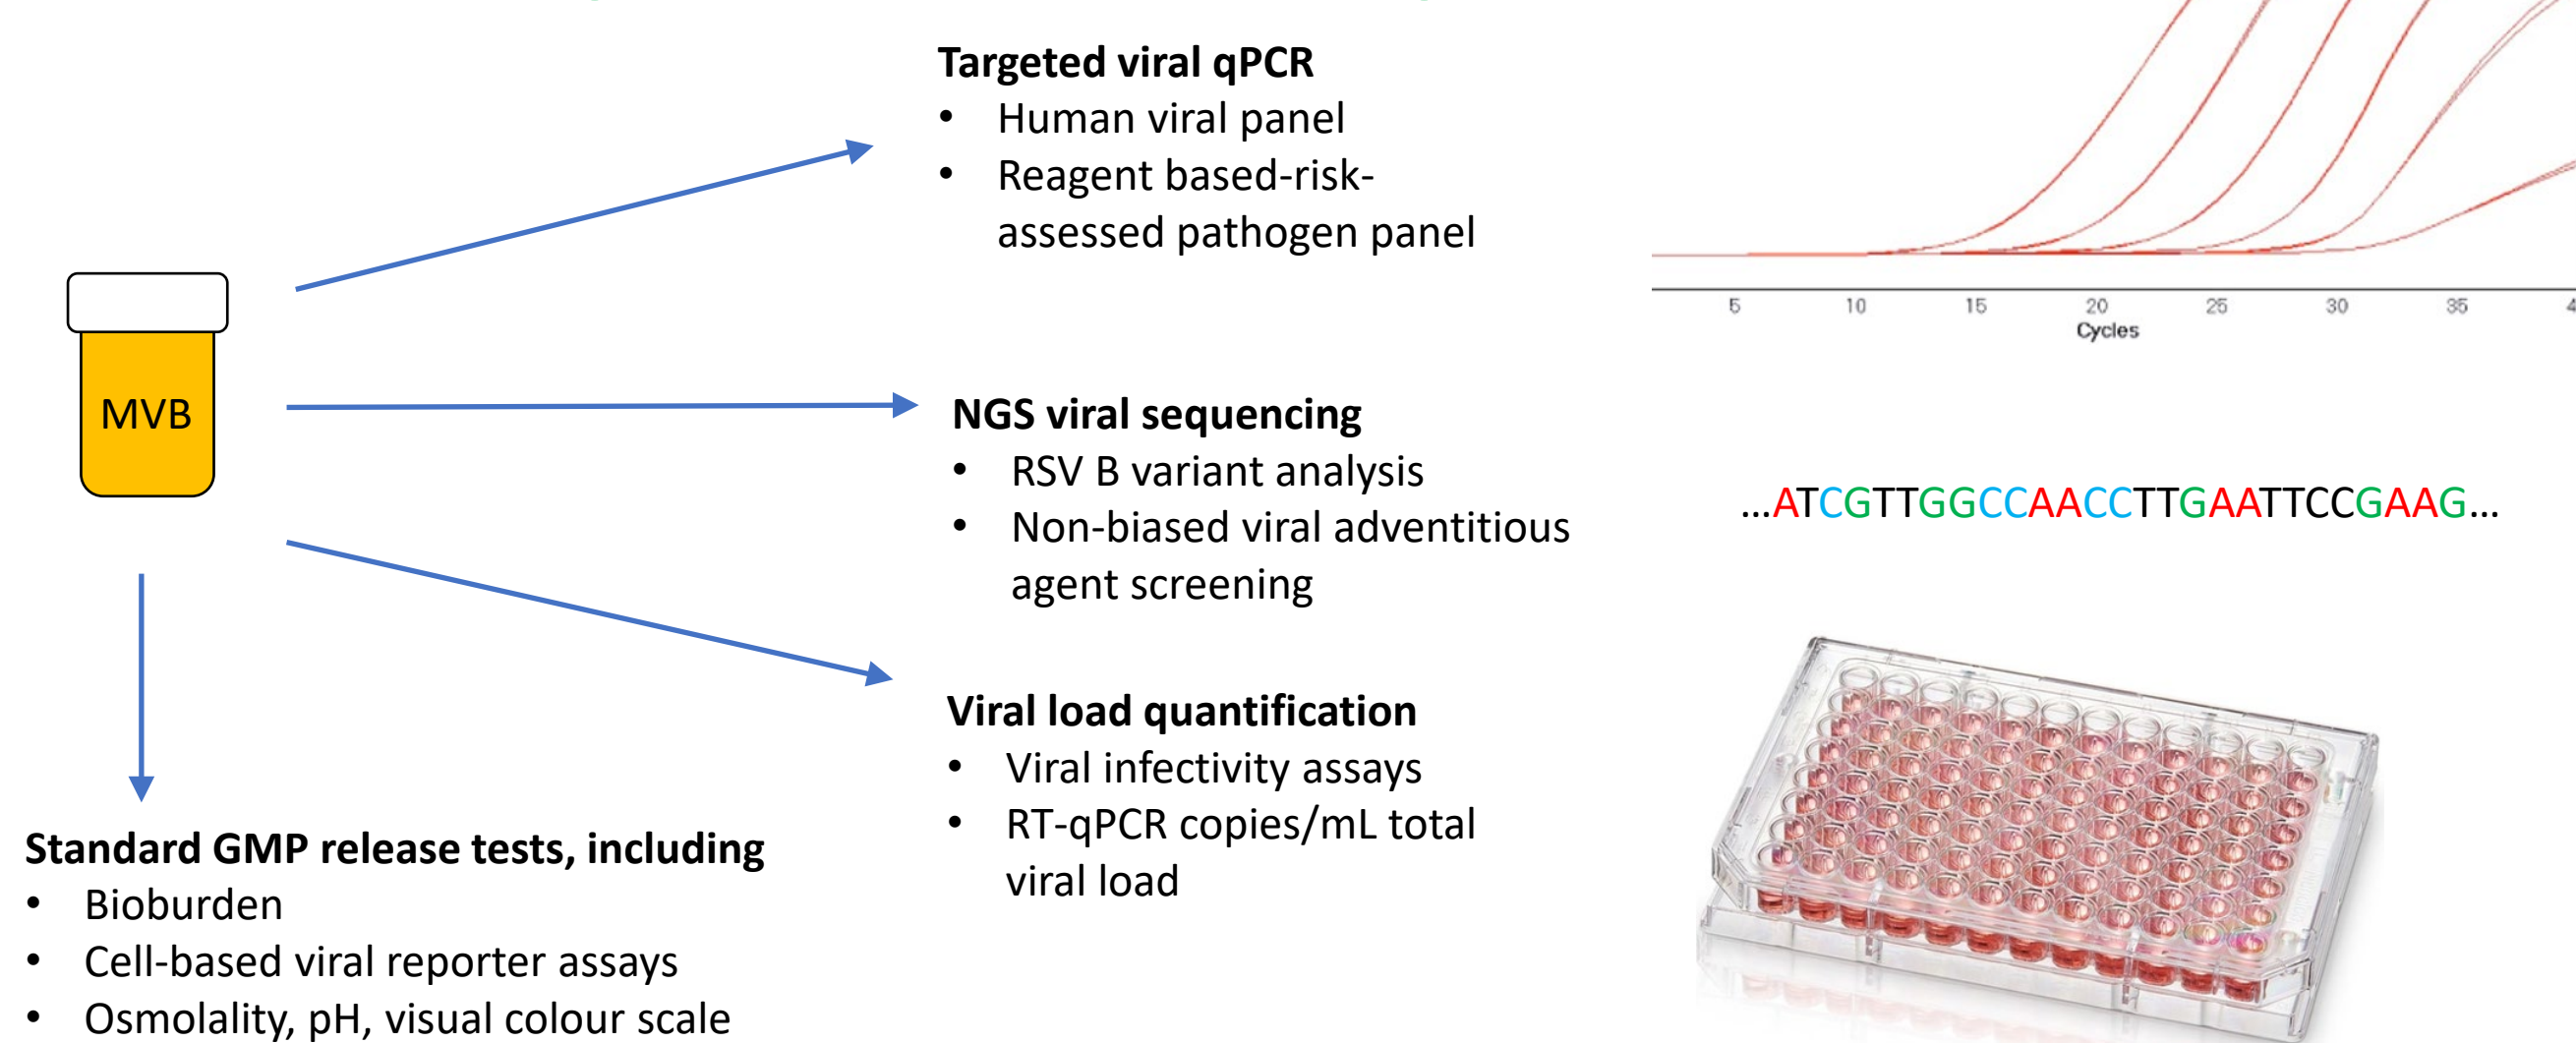 Targeted viral qPCR
• Human viral panel
• Reagent based-risk-
assessed pathogen panel
5 10 15 20 25 30 35 4
Cycles
MVB
NGS viral sequencing
• RSV B variant analysis
• Non-biased viral adventitious
agent screening
...ATCGTTGGCCAACCTTGAATTCCGAAG...
Viral load quantification
• Viral infectivity assays
• RT-qPCR copies/mL total
viral load
Standard GMP release tests, including
• Bioburden
• Cell-based viral reporter assays
• Osmolality, pH, visual colour scale